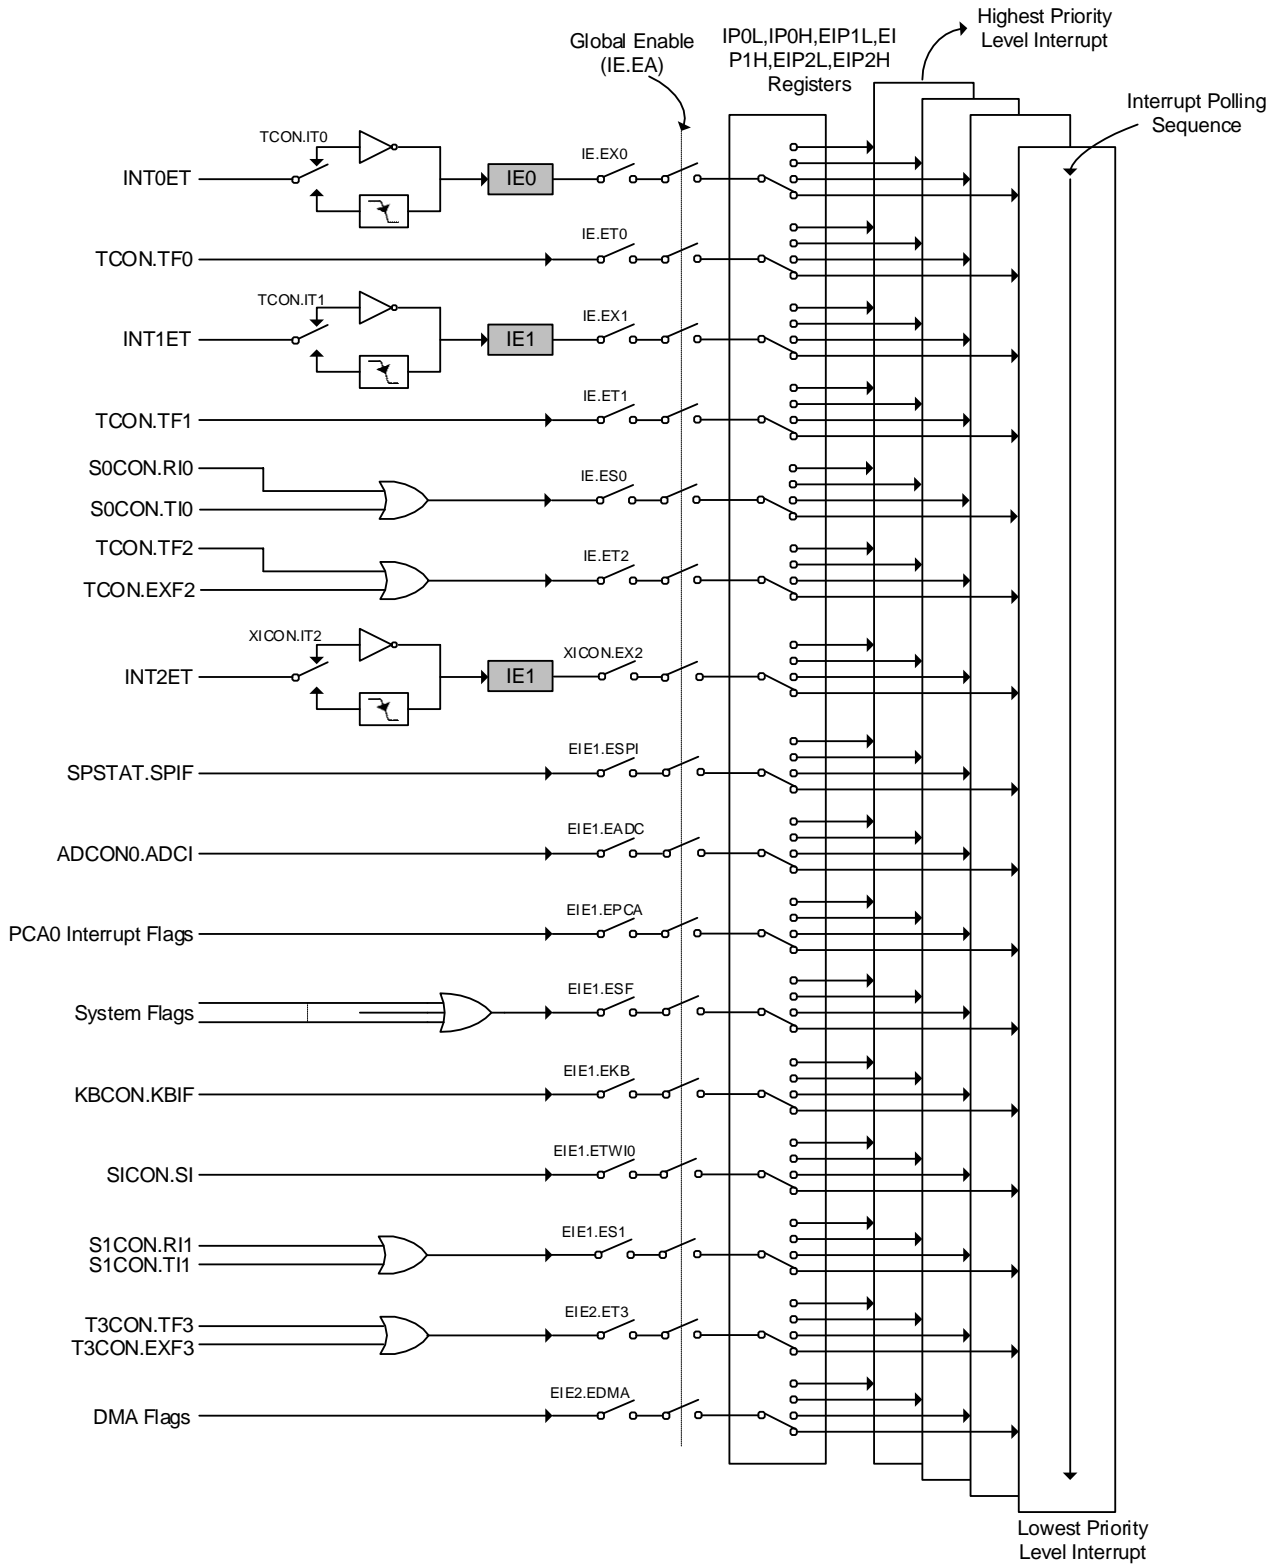 Highest Priority
Level Interrupt
Global Enable
(IE.EA)
IP0L,IP0H,EIP1L,EI
P1H,EIP2L,EIP2H
Registers
Interrupt Polling
Sequence
TCON.IT0
INT0ET
IE0
IE.EX0
TCON.TF0
IE.ET0
TCON.IT1
INT1ET
IE1
IE.EX1
TCON.TF1
IE.ET1
S0CON.RI0
S0CON.TI0
IE.ES0
TCON.TF2
TCON.EXF2
IE.ET2
XICON.IT2
INT2ET
IE1
XICON.EX2
SPSTAT.SPIF
EIE1.ESPI
ADCON0.ADCI
EIE1.EADC
PCA0 Interrupt Flags
EIE1.EPCA
System Flags
EIE1.ESF
KBCON.KBIF
EIE1.EKB
SICON.SI
EIE1.ETWI0
S1CON.RI1
S1CON.TI1
EIE1.ES1
T3CON.TF3
T3CON.EXF3
EIE2.ET3
DMA Flags
EIE2.EDMA
Lowest Priority
Level Interrupt